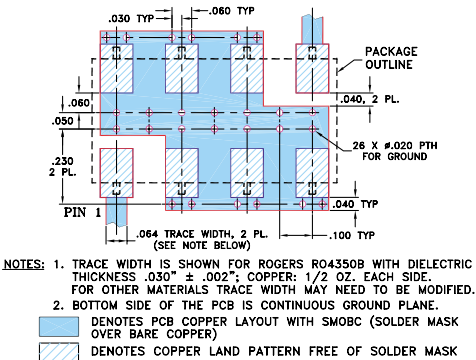 .060 TYP
.030 TYP
PACKAGE
OUTLINE
.040, 2 PL.
.060
.050
26 X ø.020 PTH
FOR GROUND
.230
2 PL.
PIN 1
.040 TYP
.064 TRACE WIDTH, 2 PL.
(SEE NOTE BELOW)
.100 TYP
NOTES: 1. TRACE WIDTH IS SHOWN FOR ROGERS RO4350B WITH DIELECTRIC
THICKNESS .030" ± .002"; COPPER: 1/2 OZ. EACH SIDE.
FOR OTHER MATERIALS TRACE WIDTH MAY NEED TO BE MODIFIED.
2. BOTTOM SIDE OF THE PCB IS CONTINUOUS GROUND PLANE.
DENOTES PCB COPPER LAYOUT WITH SMOBC (SOLDER MASK
OVER BARE COPPER)
DENOTES COPPER LAND PATTERN FREE OF SOLDER MASK